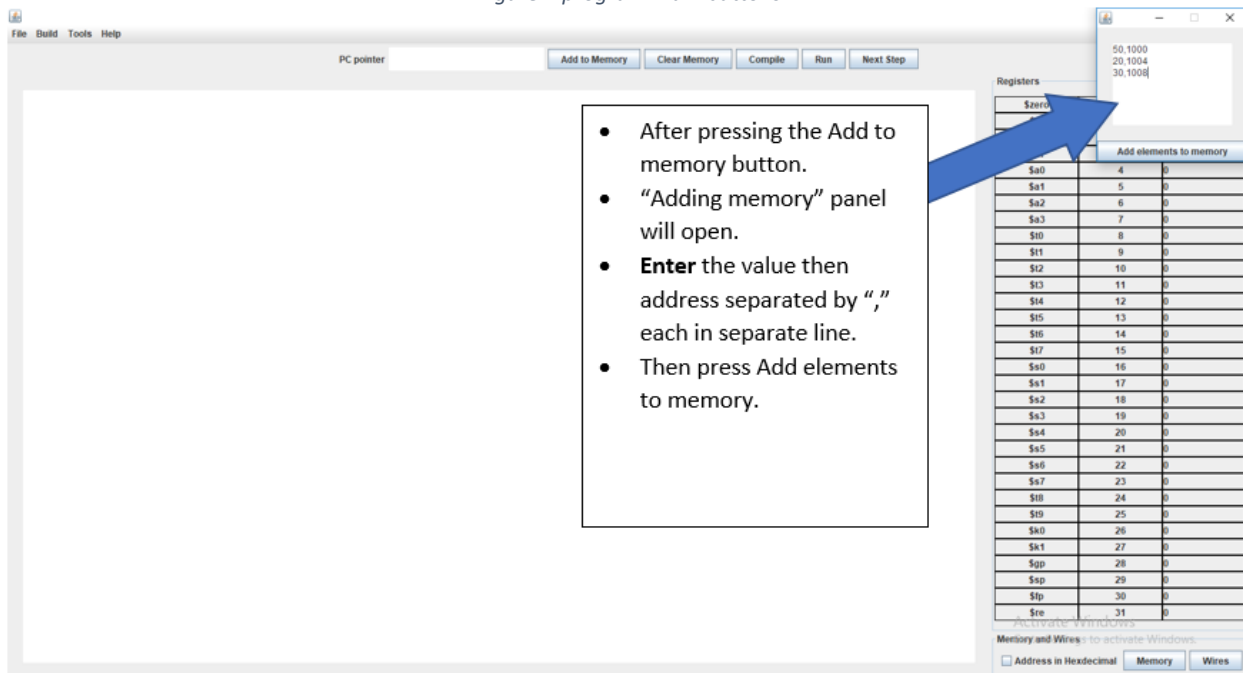 File Build Tools Help
PC pointer
Add to Memory
Clear Memory
Compile
Run
Next Step
50,1000
20,1004
30,1008
Add elements to memory
• After pressing the Add to
memory button.
• “Adding memory” panel
will open.
• Enter the value then
address separated by “,”
each in separate line.
• Then press Add elements
to memory.
Registers
$zero
$a0 4 0
$a1 5 0
$a2 6 0
$a3 7 0
$t0 8 0
$t1 9 0
$t2 10 0
$t3 11 0
$t4 12 0
$t5 13 0
$t6 14 0
$t7 15 0
$s0 16 0
$s1 17 0
$s2 18 0
$s3 19 0
$s4 20 0
$s5 21 0
$s6 22 0
$s7 23 0
$t8 24 0
$t9 25 0
$k0 26 0
$k1 27 0
$gp 28 0
$sp 29 0
$fp 30 0
$re 31 0
Activate Windows
Memory and Wires
to activate Windows.
Address in Hexdecimal
Memory
Wires